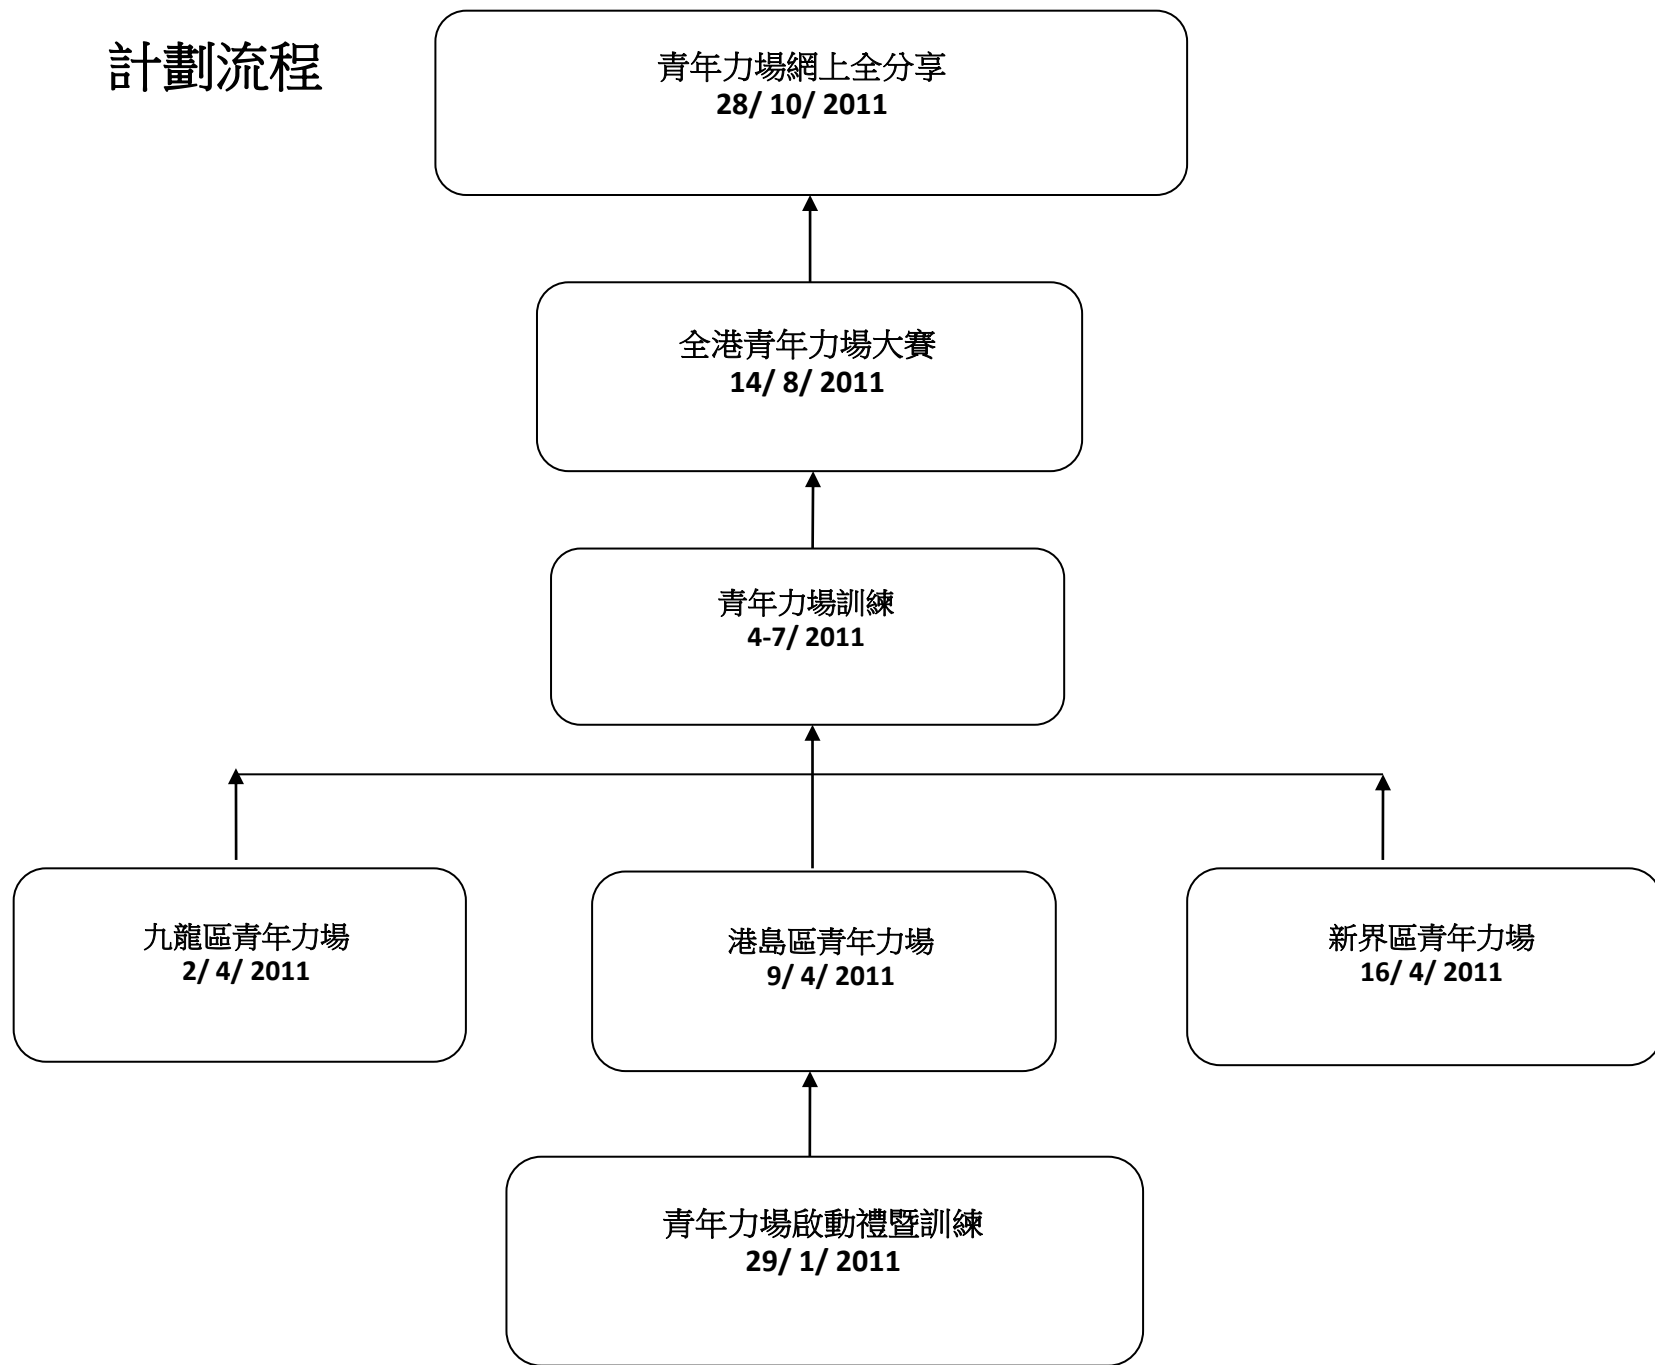 計劃流程
青年力場網上全分享
28/ 10/ 2011
全港青年力場大賽
14/ 8/ 2011
青年力場訓練
4-7/ 2011
九龍區青年力場
2/ 4/ 2011
港島區青年力場
9/ 4/ 2011
新界區青年力場
16/ 4/ 2011
青年力場啟動禮暨訓練
29/ 1/ 2011